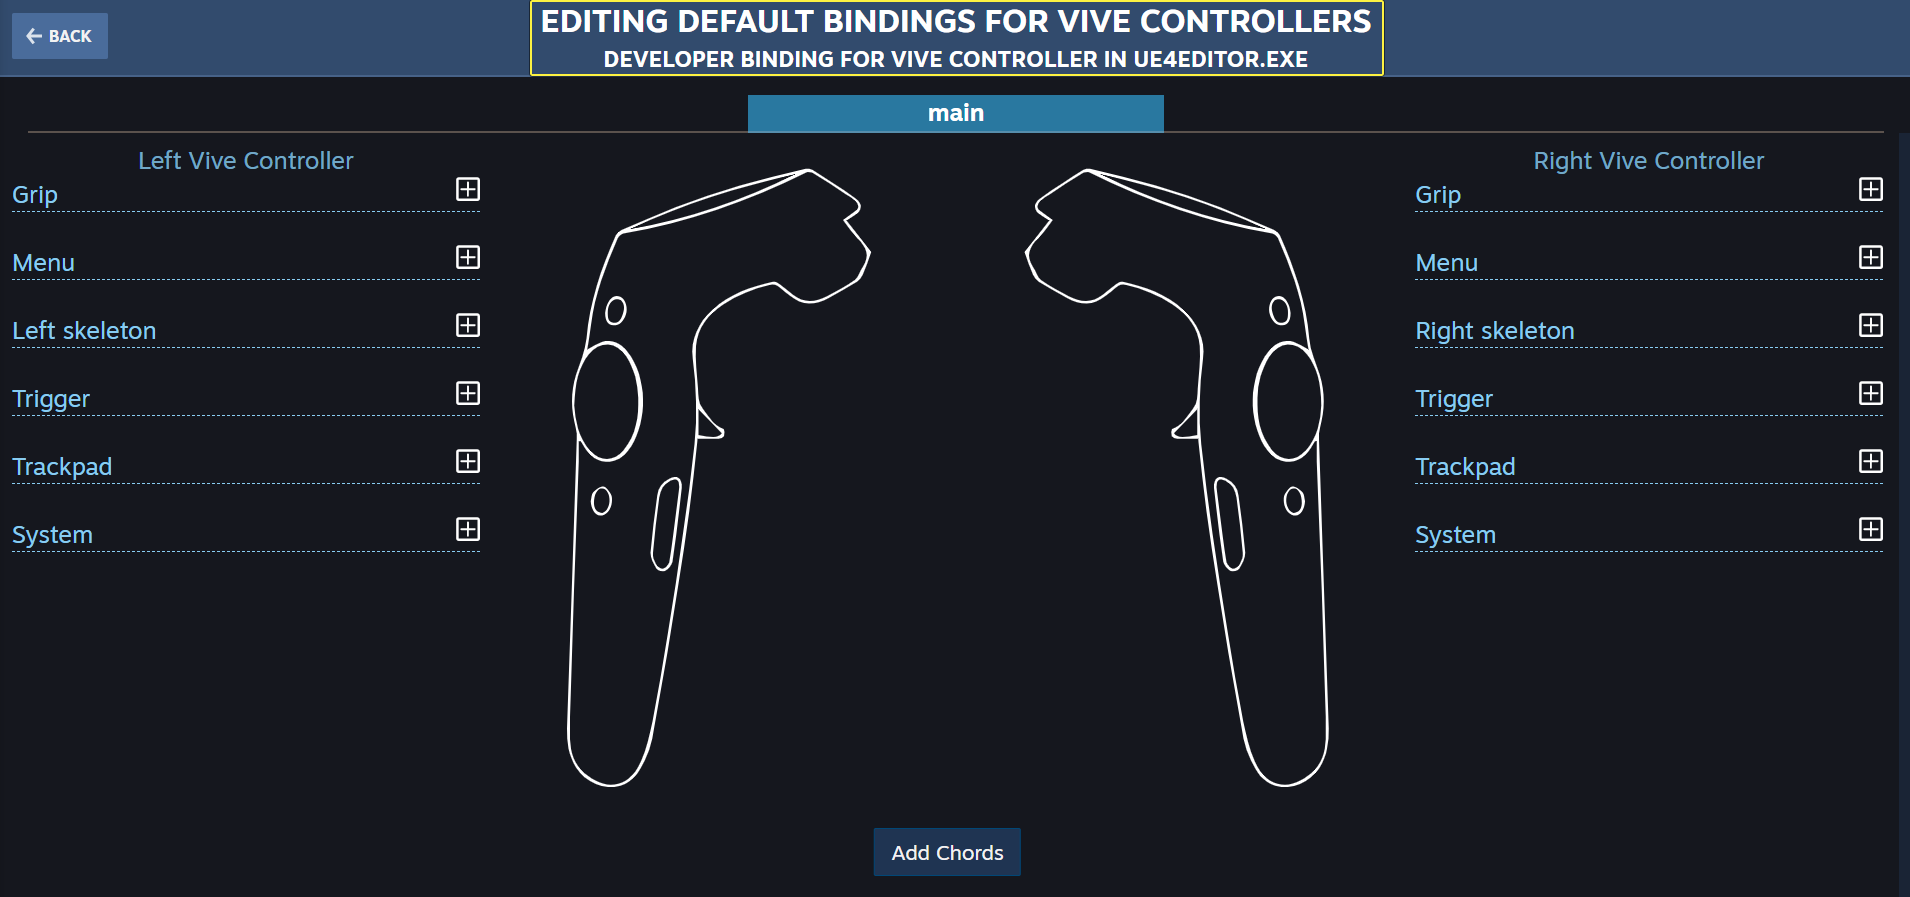 BACK
EDITING DEFAULT BINDINGS FOR VIVE CONTROLLERS
DEVELOPER BINDING FOR VIVE CONTROLLER IN UE4EDITOR.EXE
main
Left Vive Controller
Grip
Menu
Left skeleton
Trigger
Trackpad
System
Right Vive Controller
Grip
Menu
Right skeleton
Trigger
Trackpad
System
Add Chords